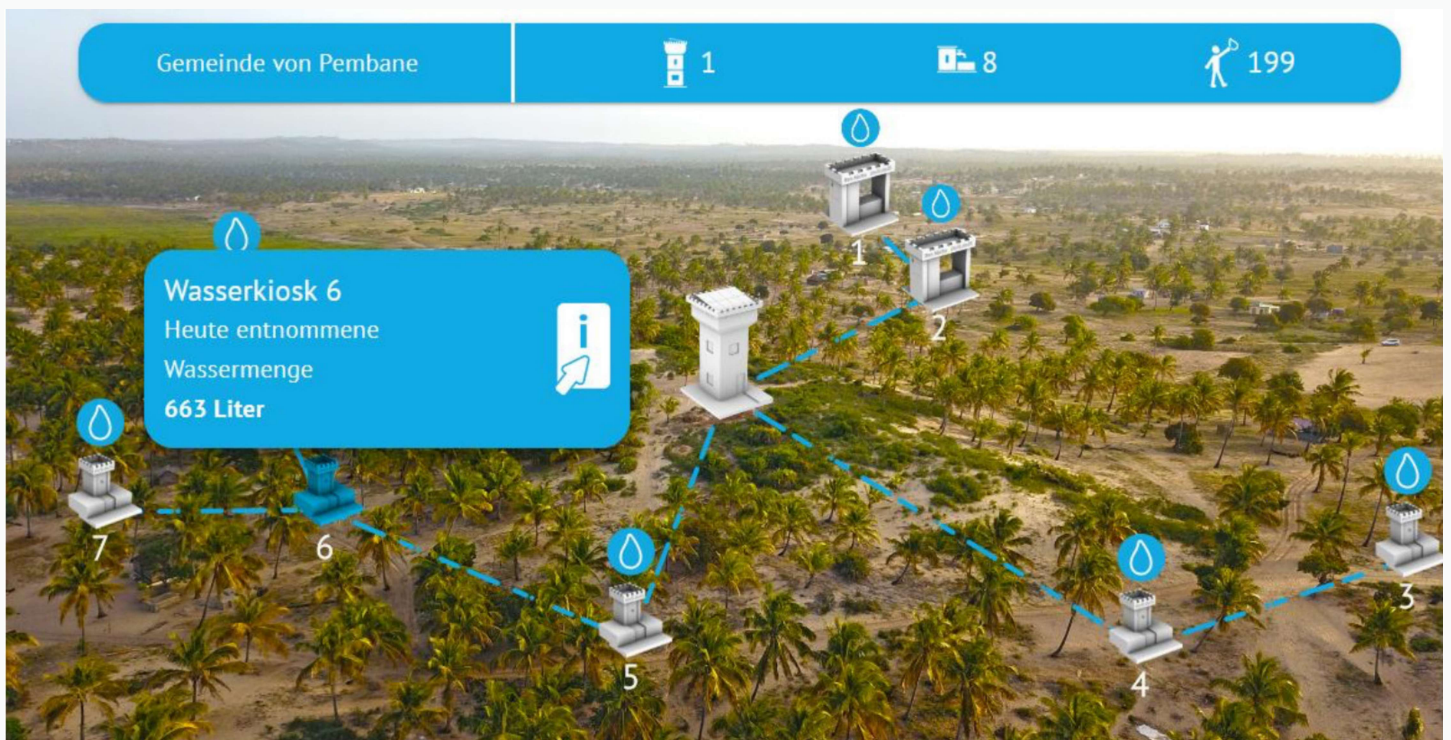 Gemeinde von Pembane
1
8
199
1
2
Wasserkiosk 6
Heute entnommene
Wassermenge
663 Liter
i
7
6
5
4
3